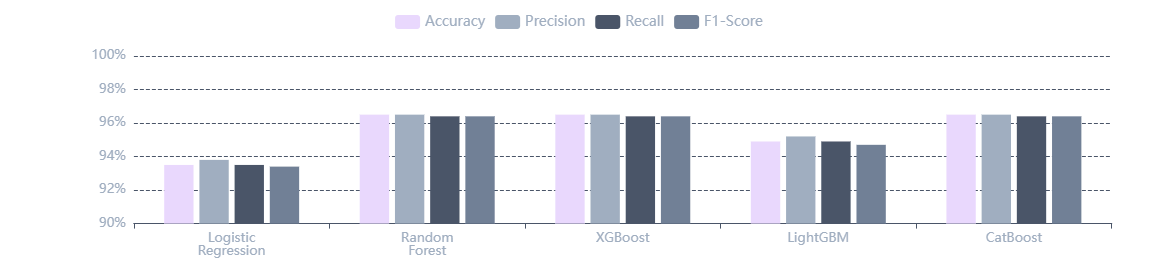 Accuracy Precision Recall F1-Score
100%
98%
96%
94%
92%
90%
Logistic Regression
Random Forest
XGBoost
LightGBM
CatBoost